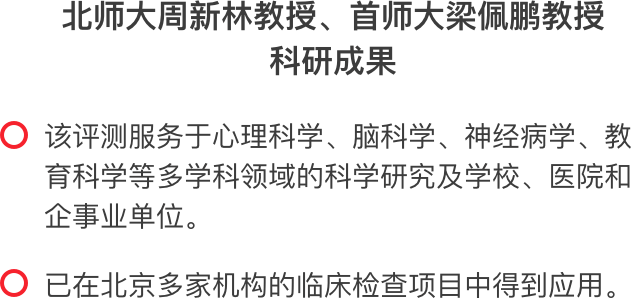 北师大周新林教授、首师大梁佩鹏教授
科研成果
该评测服务于心理科学、脑科学、神经病学、教
育科学等多学科领域的科学研究及学校、医院和
企事业单位。
已在北京多家机构的临床检查项目中得到应用。